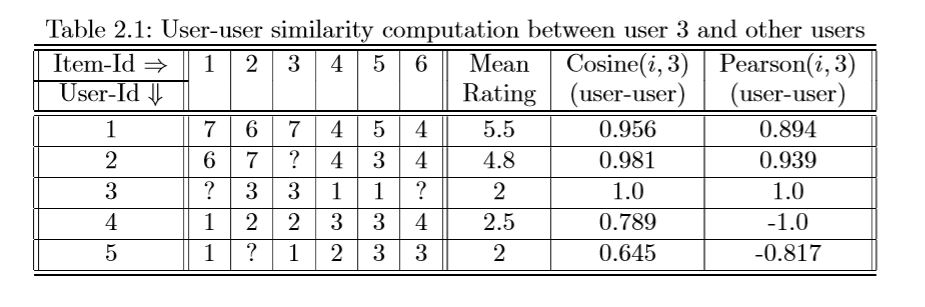 Table 2.1: User-user similarity computation between user 3 and other users
Item-Id ⇒ 1 2 3 4 5 6 Mean Cosine(i, 3) Pearson(i, 3)
User-Id ⇓ Rating (user-user) (user-user)
1 7 6 7 4 5 4 5.5 0.956 0.894
2 6 7 ? 4 3 4 4.8 0.981 0.939
3 ? 3 3 1 1 ? 2 1.0 1.0
4 1 2 2 3 3 4 2.5 0.789 -1.0
5 1 ? 1 2 3 3 2 0.645 -0.817